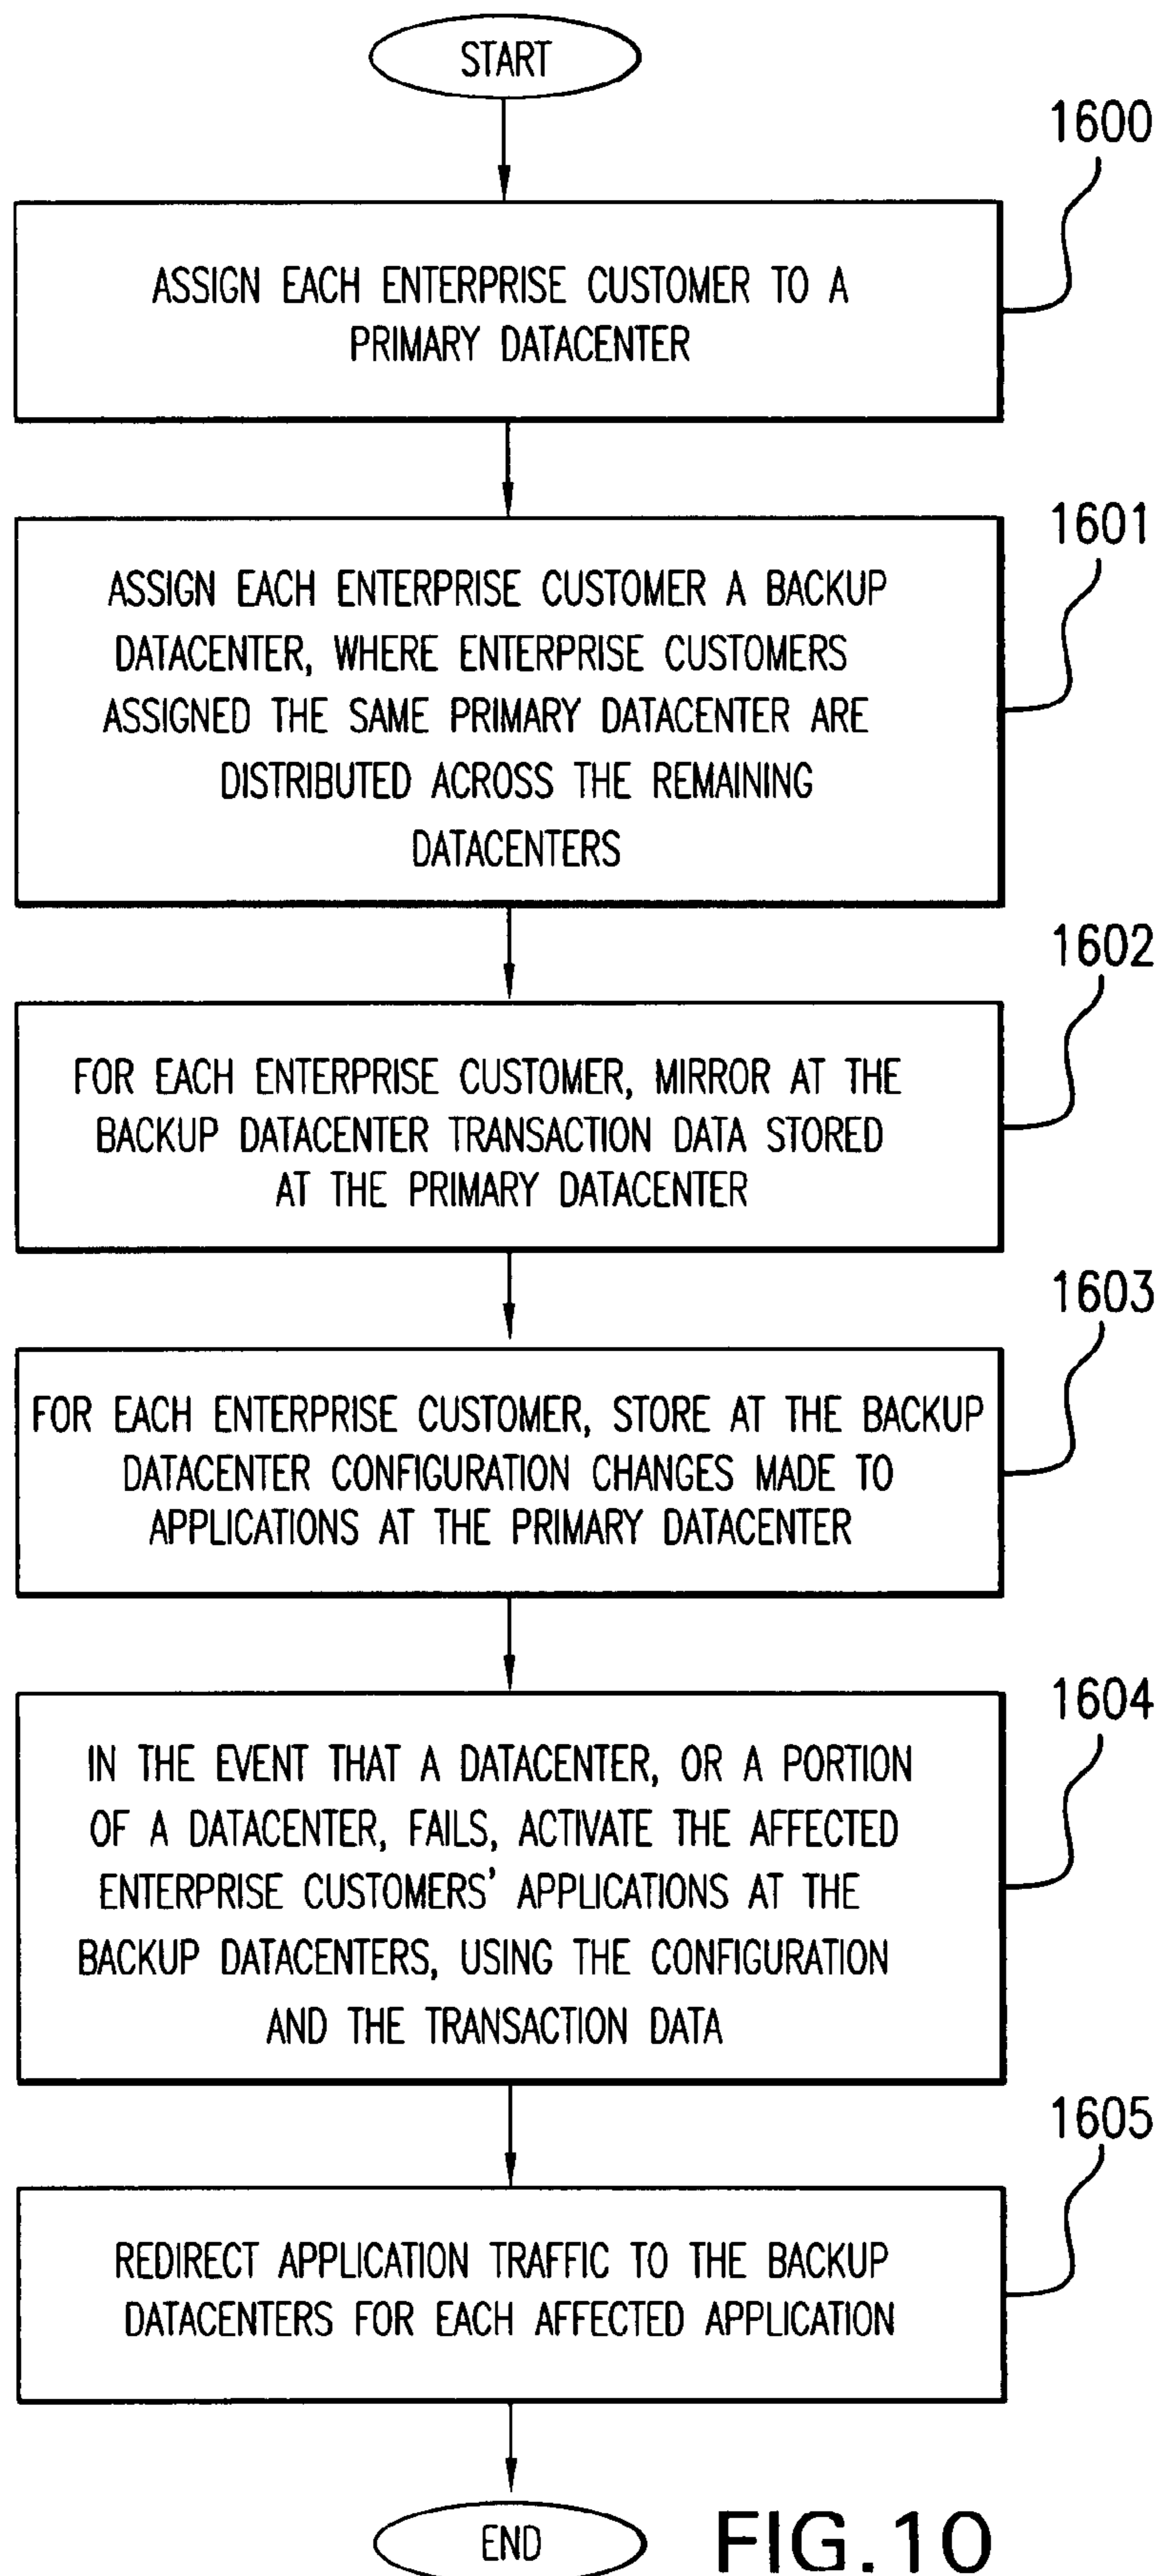 START
1600
ASSIGN EACH ENTERPRISE CUSTOMER TO A
PRIMARY DATACENTER
1601
ASSIGN EACH ENTERPRISE CUSTOMER A BACKUP
DATACENTER, WHERE ENTERPRISE CUSTOMERS
ASSIGNED THE SAME PRIMARY DATACENTER ARE
DISTRIBUTED ACROSS THE REMAINING
DATACENTERS
1602
FOR EACH ENTERPRISE CUSTOMER, MIRROR AT THE
BACKUP DATACENTER TRANSACTION DATA STORED
AT THE PRIMARY DATACENTER
1603
FOR EACH ENTERPRISE CUSTOMER, STORE AT THE BACKUP
DATACENTER CONFIGURATION CHANGES MADE TO
APPLICATIONS AT THE PRIMARY DATACENTER
1604
IN THE EVENT THAT A DATACENTER, OR A PORTION
OF A DATACENTER, FAILS, ACTIVATE THE AFFECTED
ENTERPRISE CUSTOMERS' APPLICATIONS AT THE
BACKUP DATACENTERS, USING THE CONFIGURATION
AND THE TRANSACTION DATA
1605
REDIRECT APPLICATION TRAFFIC TO THE BACKUP
DATACENTERS FOR EACH AFFECTED APPLICATION
END
FIG.10